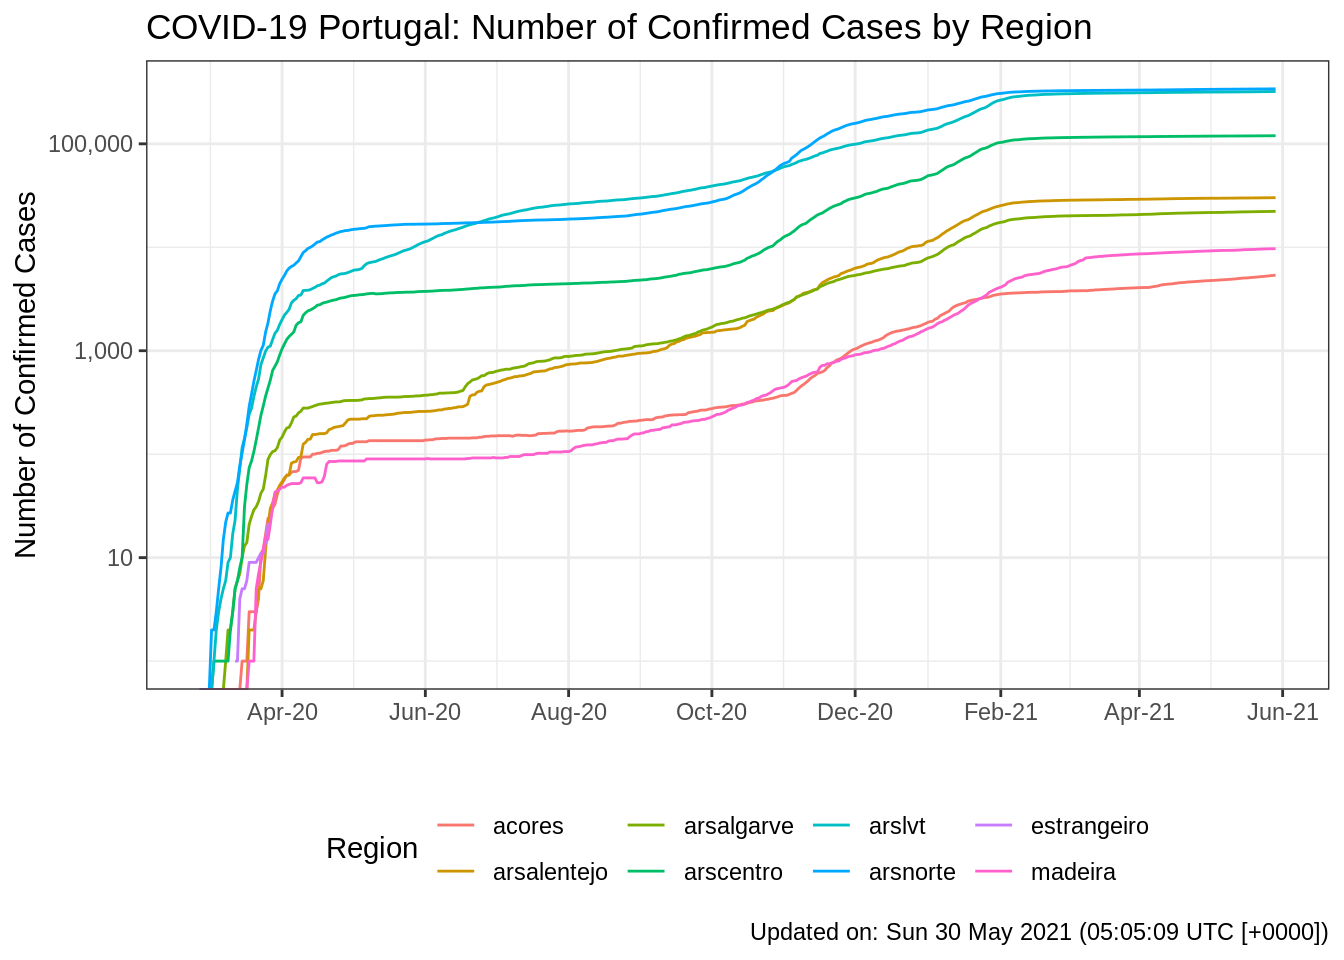 COVID-19 Portugal: Number of Confirmed Cases by Region
Number of Confirmed Cases
100,000
1,000
10
Apr-20 Jun-20 Aug-20 Oct-20 Dec-20 Feb-21 Apr-21 Jun-21
Region
acores arsalgarve arslvt estrangeiro
arsalentejo arscentro arsnorte madeira
Updated on: Sun 30 May 2021 (05:05:09 UTC [+0000])